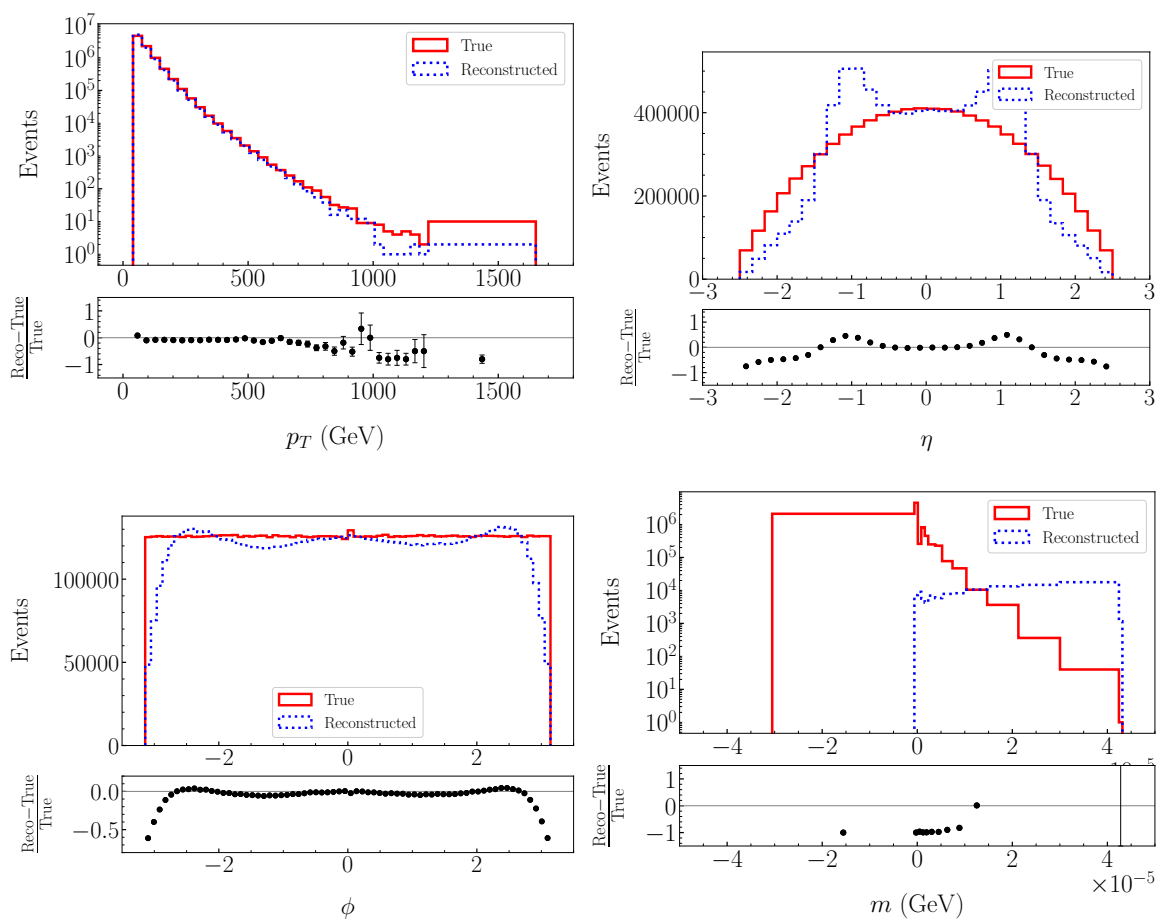 10^7
10^6
10^5
10^4
10^3
10^2
10^1
10^0
Events
True
Reconstructed
0 500 1000 1500
1
0
−1
Reco−True
True
0 500 1000 1500
p_T (GeV)
400000
200000
0
Events
True
Reconstructed
−3 −2 −1 0 1 2 3
1
0
−1
Reco−True
True
−3 −2 −1 0 1 2 3
η
100000
50000
0
Events
True
Reconstructed
−2 0 2
0.0
−0.5
Reco−True
True
−2 0 2
ϕ
10^6
10^5
10^4
10^3
10^2
10^1
10^0
Events
True
Reconstructed
−4 −2 0 2 4
1
0
−1
Reco−True
True
−4 −2 0 2 4
×10^−5
m (GeV)